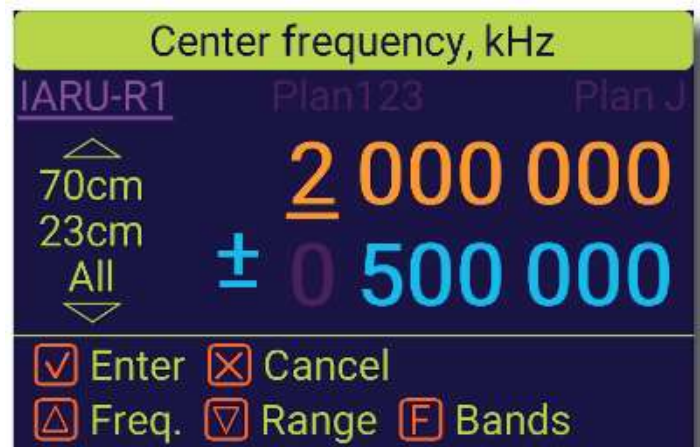 Center frequency, kHz
IARU-R1 Plan123 Plan J
70cm
23cm
All
2 000 000
± 0 500 000
Enter Cancel
Freq. Range F Bands